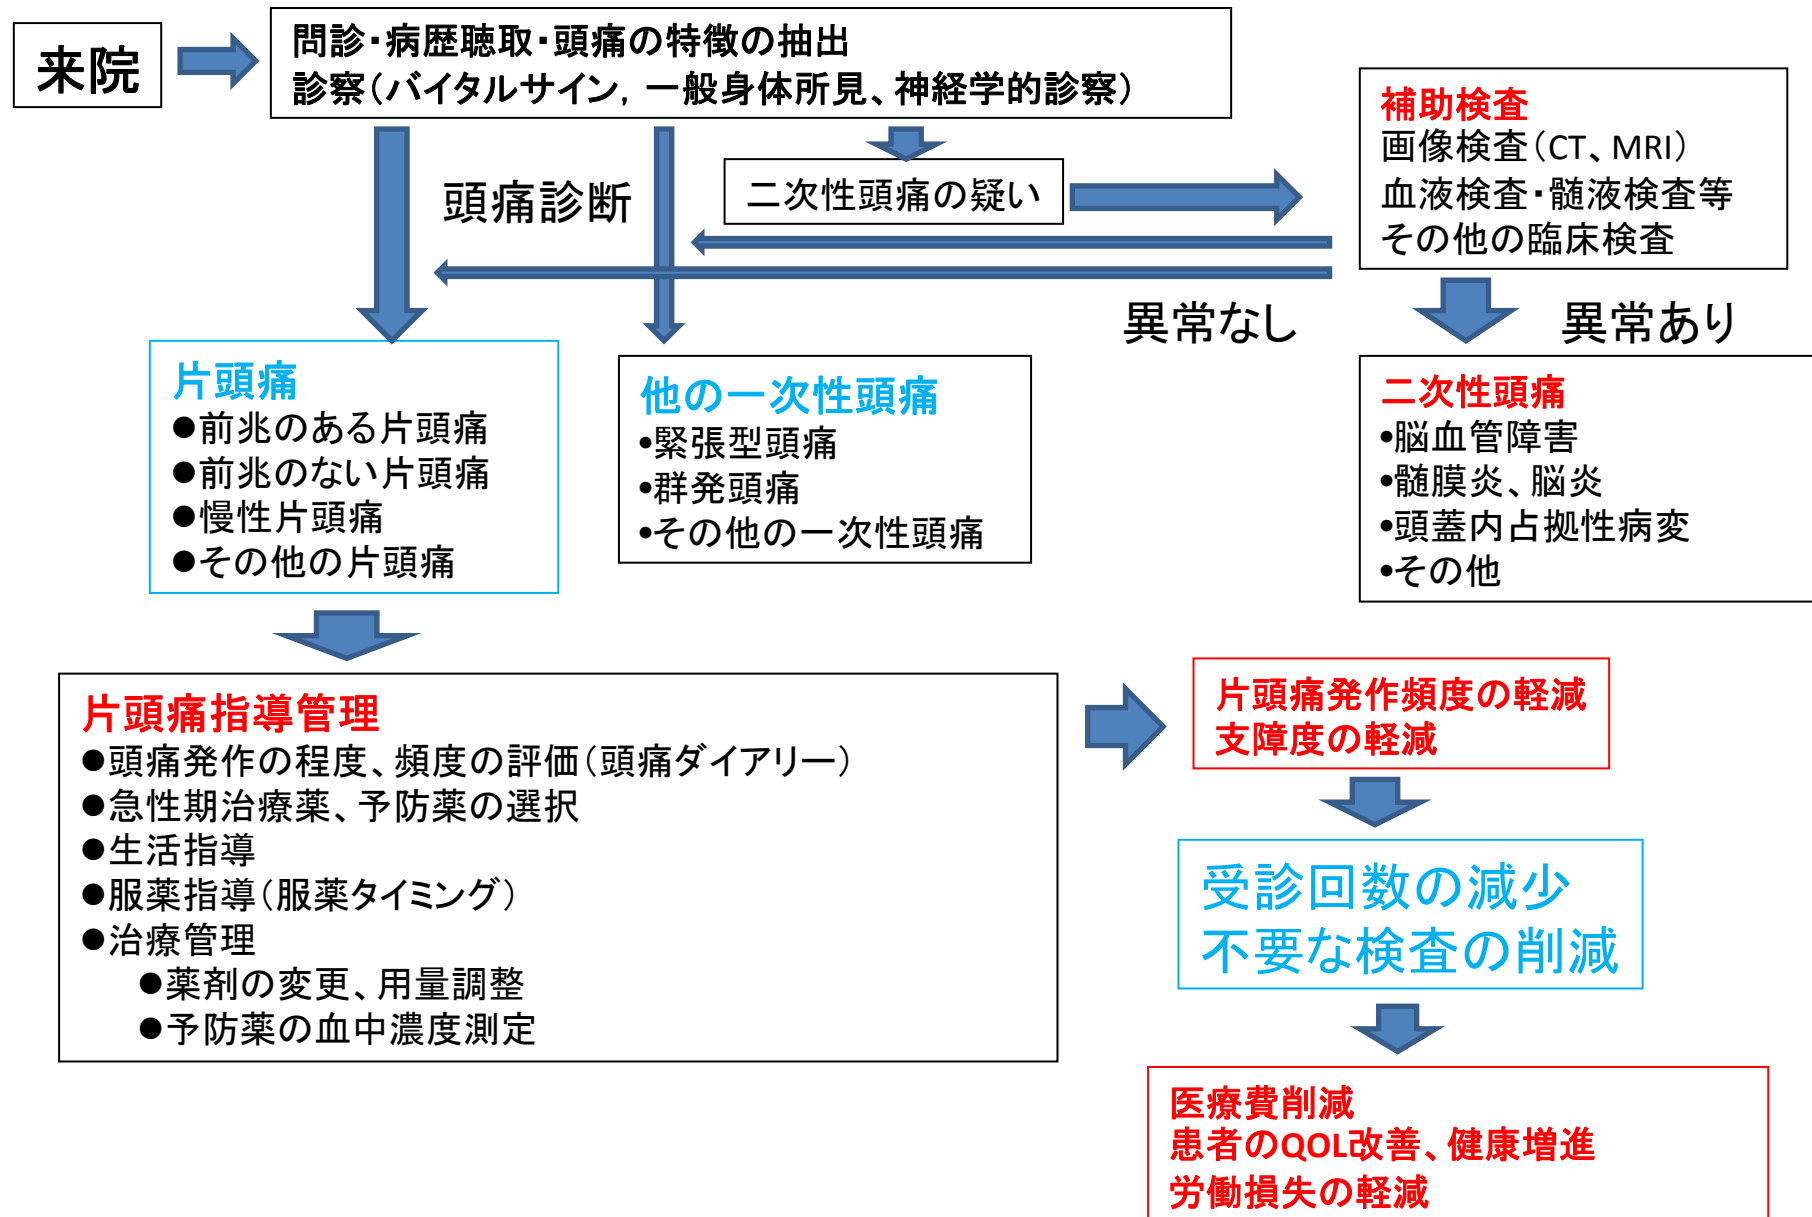 来院
問診・病歴聴取・頭痛の特徴の抽出
診察（バイタルサイン，一般身体所見、神経学的診察）
頭痛診断
二次性頭痛の疑い
補助検査
画像検査（CT、MRI）
血液検査・髄液検査等
その他の臨床検査
異常なし
異常あり
片頭痛
●前兆のある片頭痛
●前兆のない片頭痛
●慢性片頭痛
●その他の片頭痛
他の一次性頭痛
•緊張型頭痛
•群発頭痛
•その他の一次性頭痛
二次性頭痛
•脳血管障害
•髄膜炎、脳炎
•頭蓋内占拠性病変
•その他
片頭痛指導管理
●頭痛発作の程度、頻度の評価（頭痛ダイアリー）
●急性期治療薬、予防薬の選択
●生活指導
●服薬指導（服薬タイミング）
●治療管理
●薬剤の変更、用量調整
●予防薬の血中濃度測定
片頭痛発作頻度の軽減
支障度の軽減
受診回数の減少
不要な検査の削減
医療費削減
患者のQOL改善、健康増進
労働損失の軽減